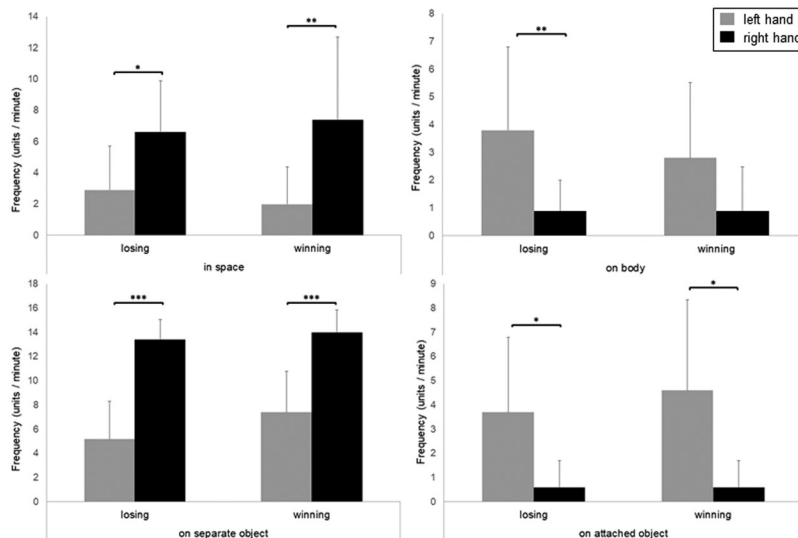 left hand
right hand
Frequency (units / minute)
14
12
10
8
6
4
2
0
*
**
losing
winning
in space
Frequency (units / minute)
8
7
6
5
4
3
2
1
0
**
losing
winning
on body
Frequency (units / minute)
18
16
14
12
10
8
6
4
2
0
***
***
losing
winning
on separate object
Frequency (units / minute)
9
8
7
6
5
4
3
2
1
0
*
*
losing
winning
on attached object